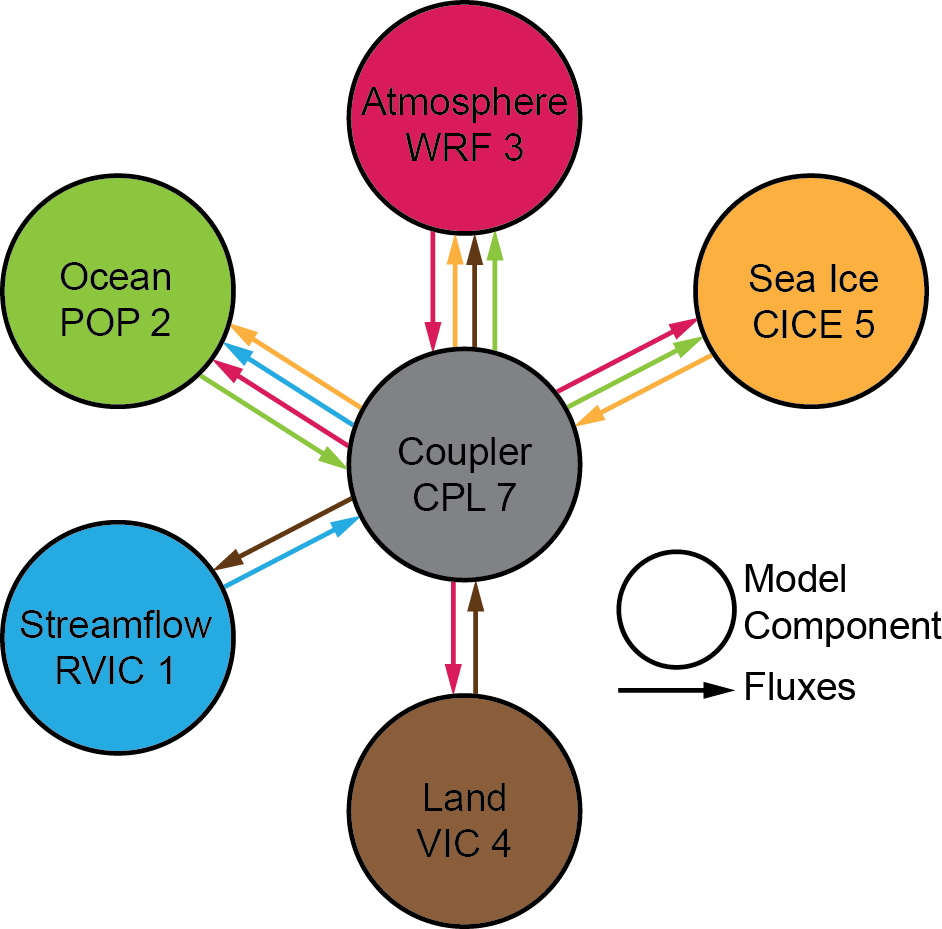 Atmosphere
WRF 3
Ocean
POP 2
Sea Ice
CICE 5
Coupler
CPL 7
Streamflow
RVIC 1
Land
VIC 4
Model
Component
Fluxes